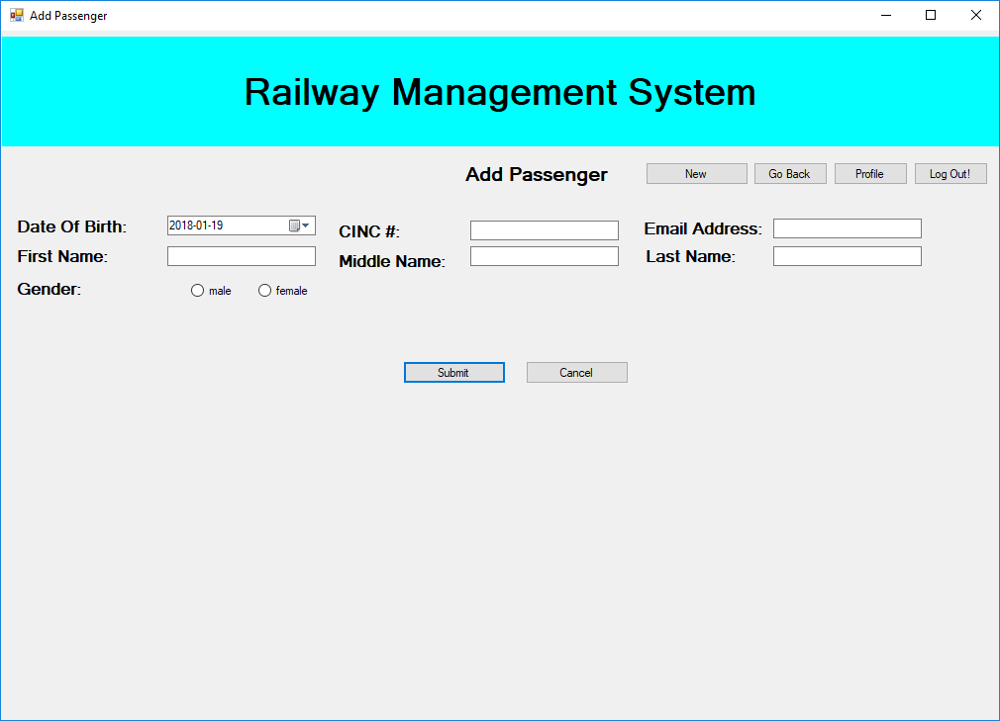 Add Passenger
Railway Management System
Add Passenger New Go Back Profile Log Out!
Date Of Birth: 2018-01-19 CINC #: Email Address:
First Name: Middle Name: Last Name:
Gender: male female
Submit Cancel